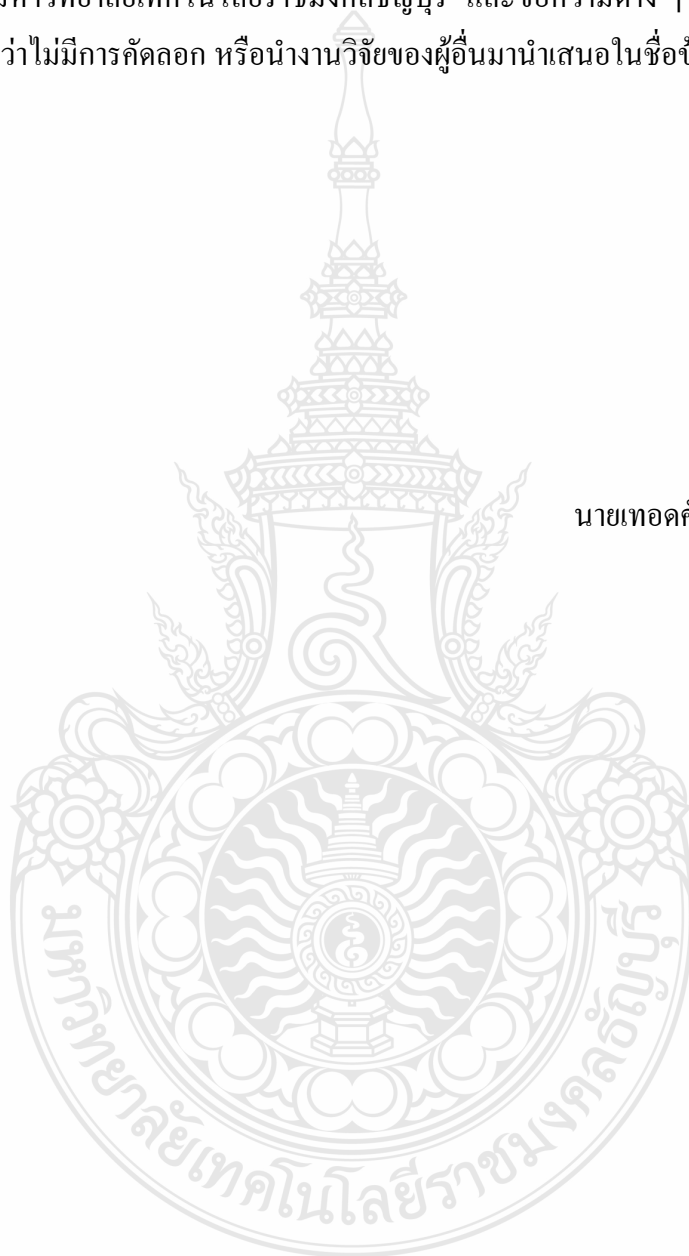 มหาวิทยาลัยเทคโนโลยีราชมงคลธัญบุรี และข้อความต่าง ๆ
ว่าไม่มีการคัดลอก หรือนำงานวิจัยของผู้อื่นมานำเสนอในชื่อ
นายเทอด
มหาวิทยาลัยเทคโนโลยีราชมงคลธัญบุรี